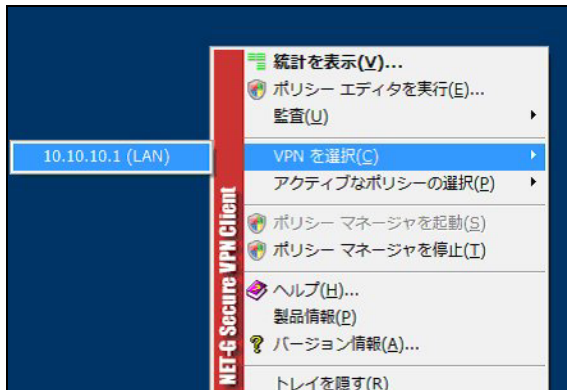 統計を表示(V)...
ポリシー エディタを実行(E)...
監査(U)
10.10.10.1 (LAN)
VPN を選択(C)
アクティブなポリシーの選択(P)
ポリシー マネージャを起動(S)
ポリシー マネージャを停止(T)
ヘルプ(H)...
製品情報(P)
バージョン情報(A)...
トレイを隠す(R)
NET-G Secure VPN Client